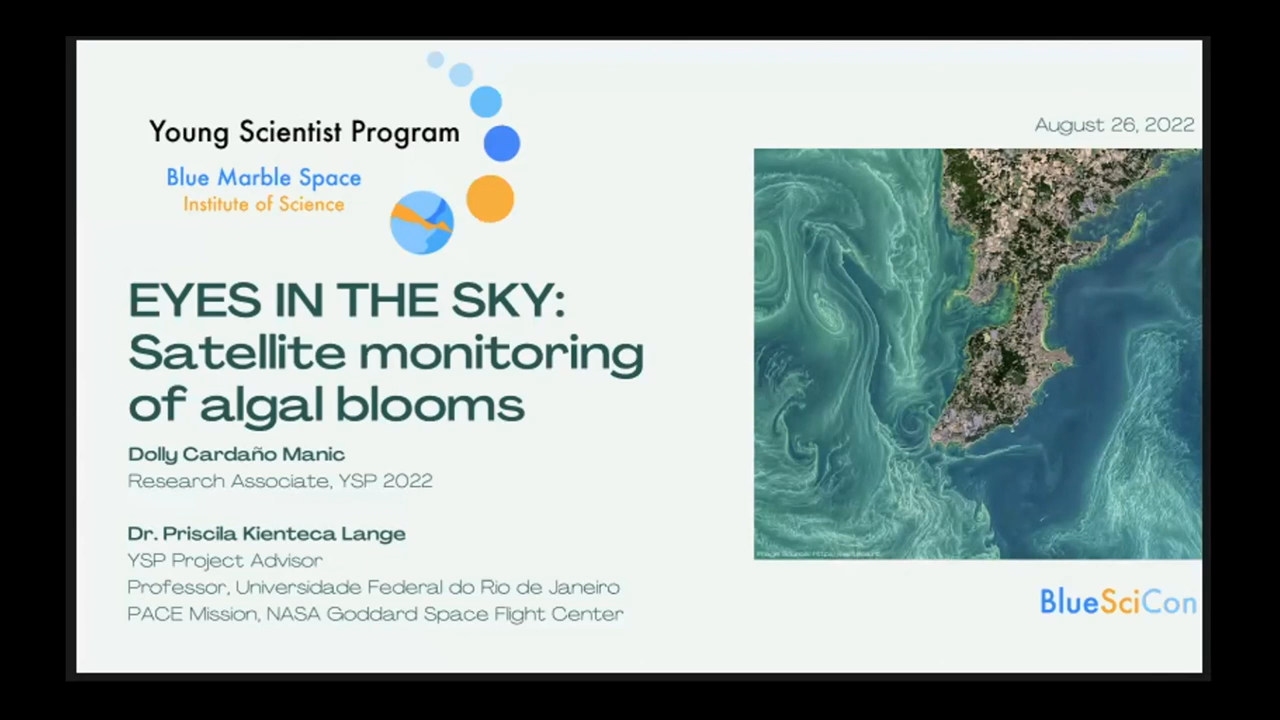 Young Scientist Program
Blue Marble Space
Institute of Science
August 26, 2022
EYES IN THE SKY:
Satellite monitoring
of algal blooms
Dolly Cardaño Manic
Research Associate, YSP 2022
Dr. Priscila Kienteca Lange
YSP Project Advisor
Professor, Universidade Federal do Rio de Janeiro
PACE Mission, NASA Goddard Space Flight Center
BlueSciCon